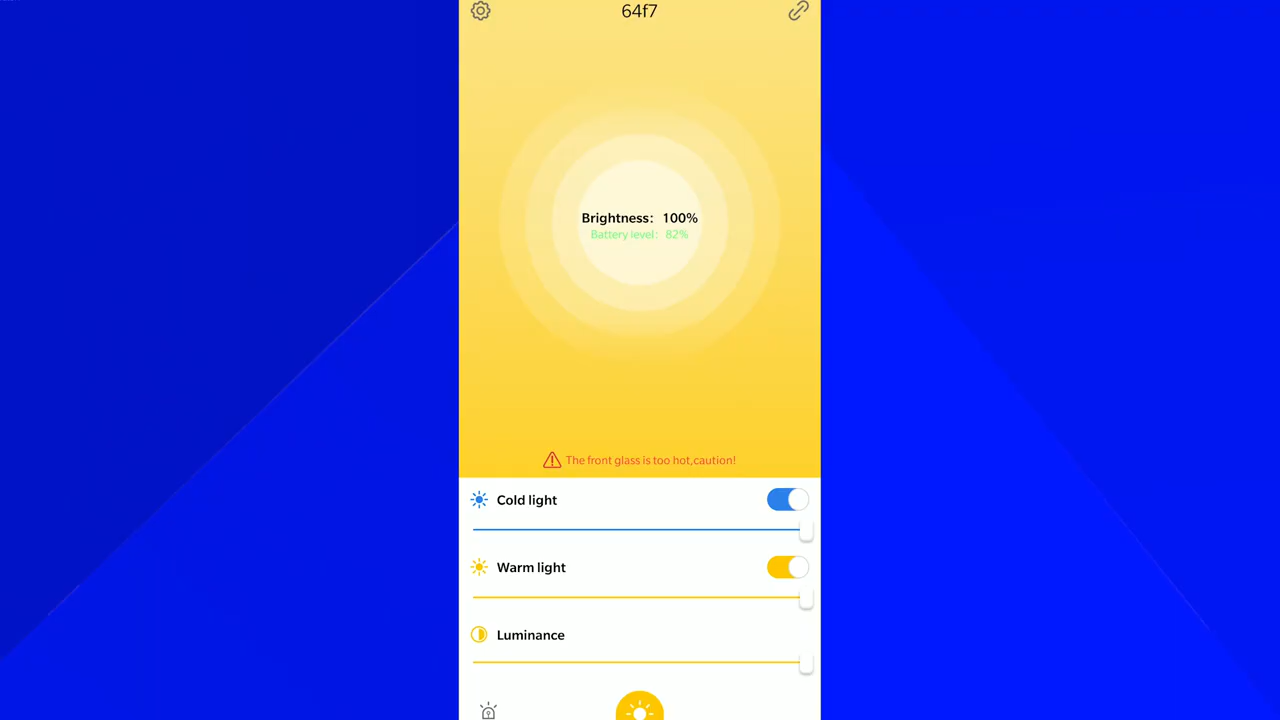 64f7
Brightness: 100%
Battery level: 82%
The front glass is too hot,caution!
Cold light
Warm light
Luminance